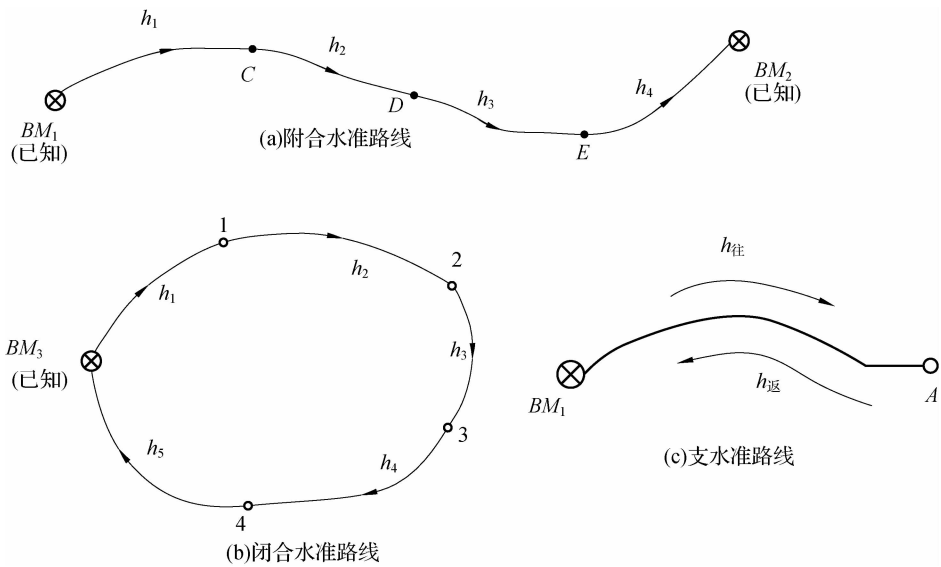 h₁
h₂
C
BM₂
(已知)
h₄
h₃
D
BM₁
(已知)
(a)附合水准路线
E
1
h₂
2
h₁
h往
BM₃
(已知)
h₃
h返
BM₁
A
3
h₅
h₄
(c)支水准路线
4
(b)闭合水准路线